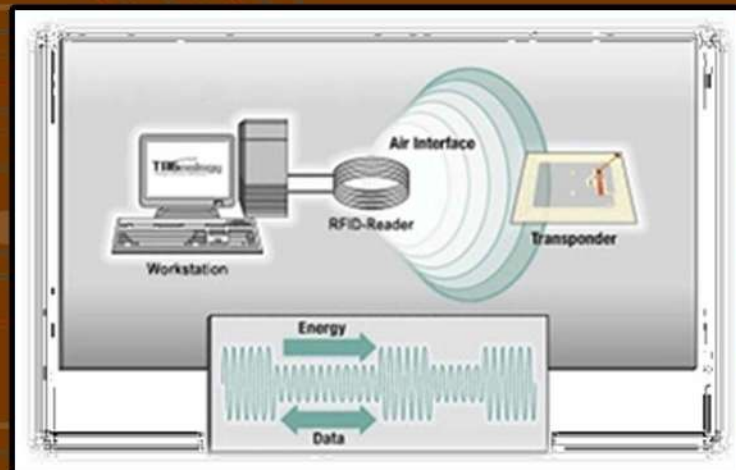 Air Interface
RFID-Reader
Transponder
Workstation
Energy
Data